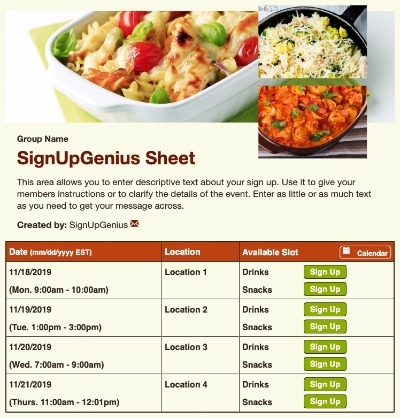 Group Name
SignUpGenius Sheet
This area allows you to enter descriptive text about your sign up. Use it to give your
members instructions or to clarify the details of the event. Enter as little or as much text
as you need to get your message across.
Created by: SignUpGenius
Date (mm/dd/yyyy EST) Location Available Slot Calendar
11/18/2019 Location 1 Drinks Sign Up
(Mon. 9:00am - 10:00am) Snacks Sign Up
11/19/2019 Location 2 Drinks Sign Up
(Tue. 1:00pm - 3:00pm) Snacks Sign Up
11/20/2019 Location 3 Drinks Sign Up
(Wed. 7:00am - 9:00am) Snacks Sign Up
11/21/2019 Location 4 Drinks Sign Up
(Thurs. 11:00am - 12:01pm) Snacks Sign Up